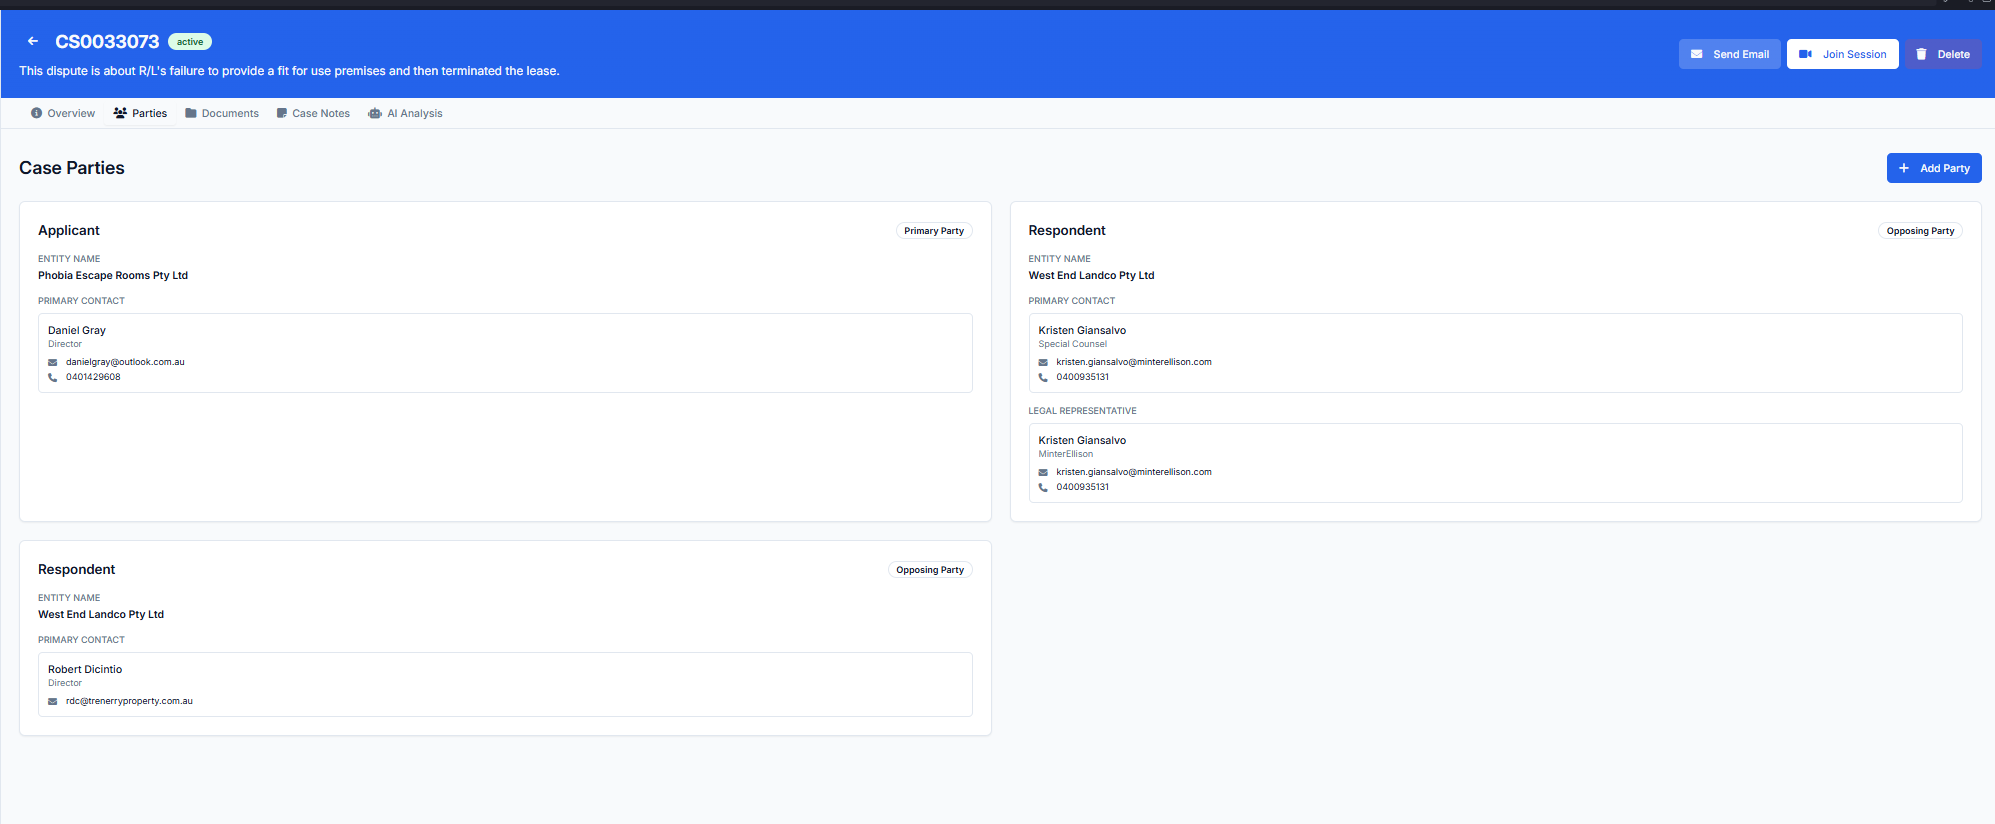 CS0033073 active
This dispute is about R/L's failure to provide a fit for use premises and then terminated the lease.
Send Email Join Session Delete
Overview Parties Documents Case Notes AI Analysis
Case Parties
Add Party
Applicant Primary Party
ENTITY NAME
Phobia Escape Rooms Pty Ltd
PRIMARY CONTACT
Daniel Gray
Director
danielgray@outlook.com.au
0401429608
Respondent Opposing Party
ENTITY NAME
West End Landco Pty Ltd
PRIMARY CONTACT
Kristen Giansalvo
Special Counsel
kristen.giansalvo@minterellison.com
0400935131
LEGAL REPRESENTATIVE
Kristen Giansalvo
MinterEllison
kristen.giansalvo@minterellison.com
0400935131
Respondent Opposing Party
ENTITY NAME
West End Landco Pty Ltd
PRIMARY CONTACT
Robert Dicintio
Director
rdc@trenerryproperty.com.au